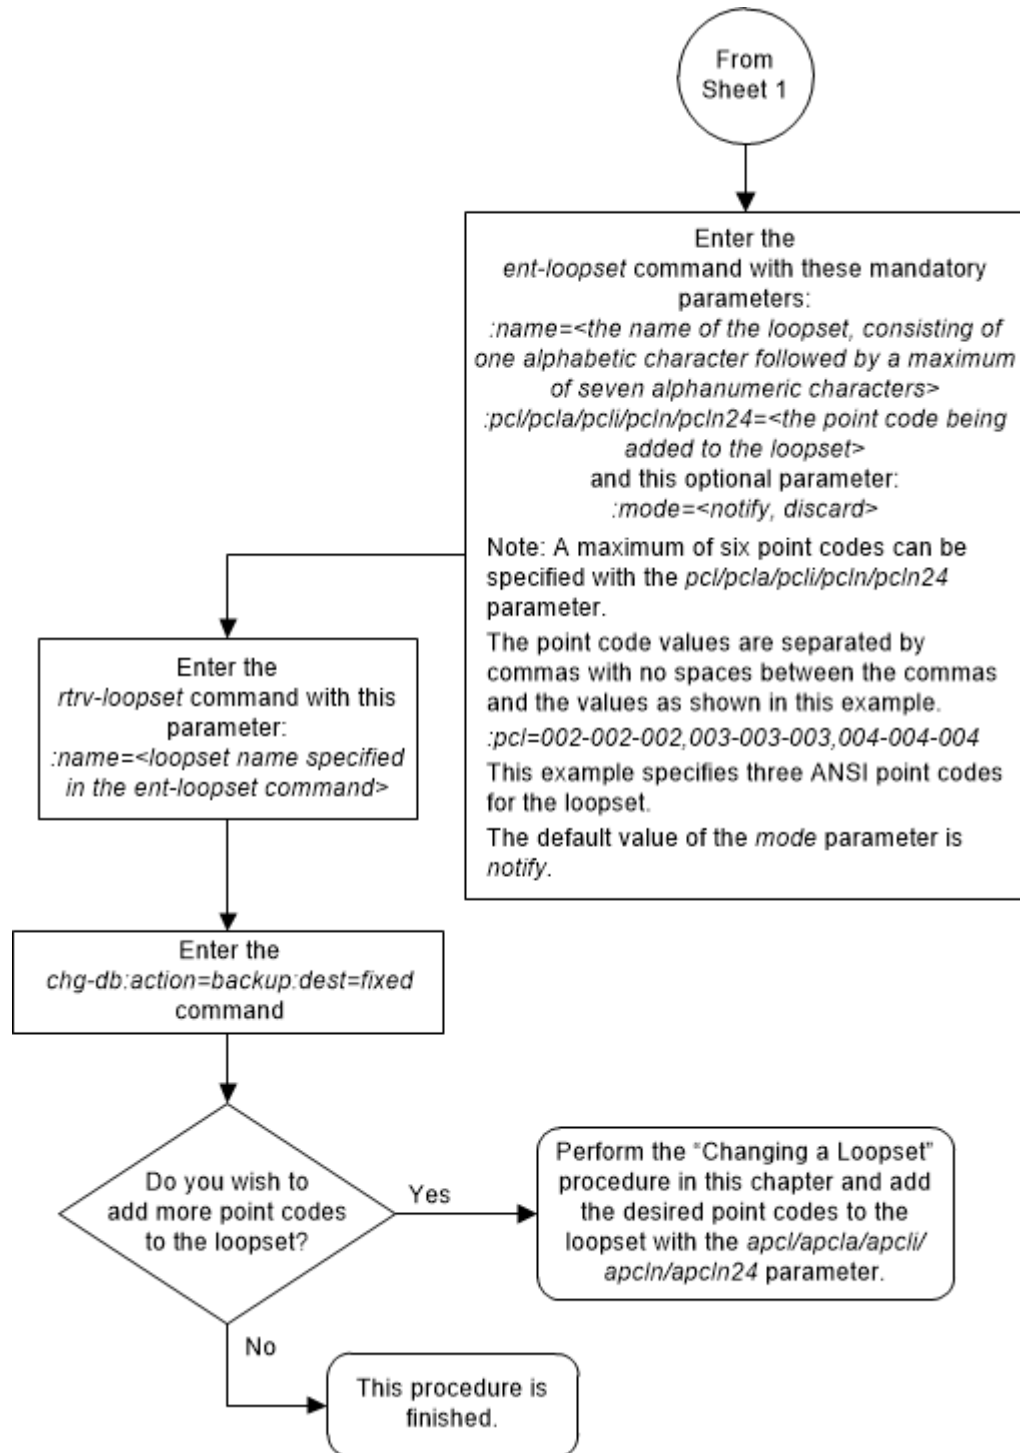 From
Sheet 1
Enter the
ent-loopset command with these mandatory
parameters:
:name=<the name of the loopset, consisting of
one alphabetic character followed by a maximum
of seven alphanumeric characters>
:pcl/pcla/pcli/pcln/pcln24=<the point code being
added to the loopset>
and this optional parameter:
:mode=<notify, discard>
Note: A maximum of six point codes can be
specified with the pcl/pcla/pcli/pcln/pcln24
parameter.
The point code values are separated by
commas with no spaces between the commas
and the values as shown in this example.
:pcl=002-002-002,003-003-003,004-004-004
This example specifies three ANSI point codes
for the loopset.
The default value of the mode parameter is
notify.
Enter the
rtrv-loopset command with this
parameter:
:name=<loopset name specified
in the ent-loopset command>
Enter the
chg-db:action=backup:dest=fixed
command
Do you wish to
add more point codes
to the loopset?
Yes
Perform the “Changing a Loopset”
procedure in this chapter and add
the desired point codes to the
loopset with the apcl/apcla/apcli/
apcln/apcln24 parameter.
No
This procedure is
finished.